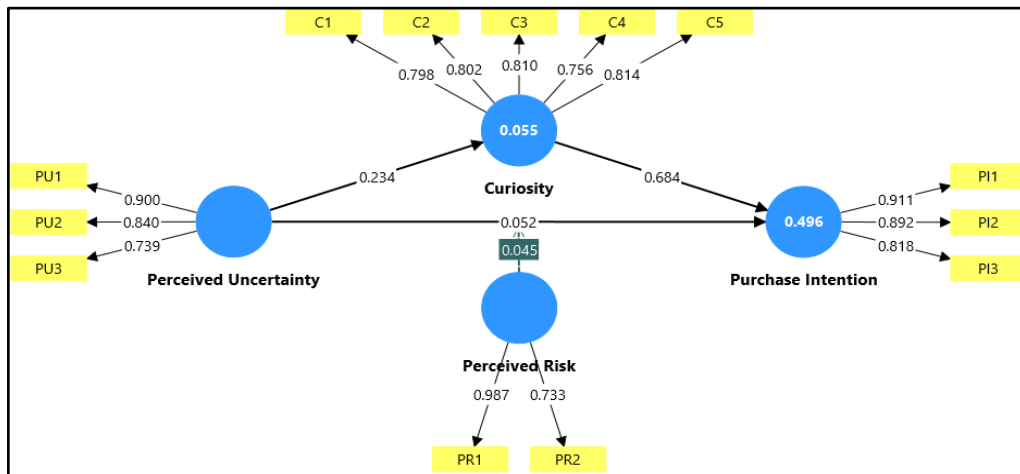 C1 C2 C3 C4 C5
0.798 0.802 0.810 0.756 0.814
0.055
Curiosity
PU1
PU2
PU3
0.900
0.840
0.739
0.234
0.684
Perceived Uncertainty
0.052
0.045
0.496
Purchase Intention
0.911
0.892
0.818
PI1
PI2
PI3
Perceived Risk
0.987 0.733
PR1 PR2